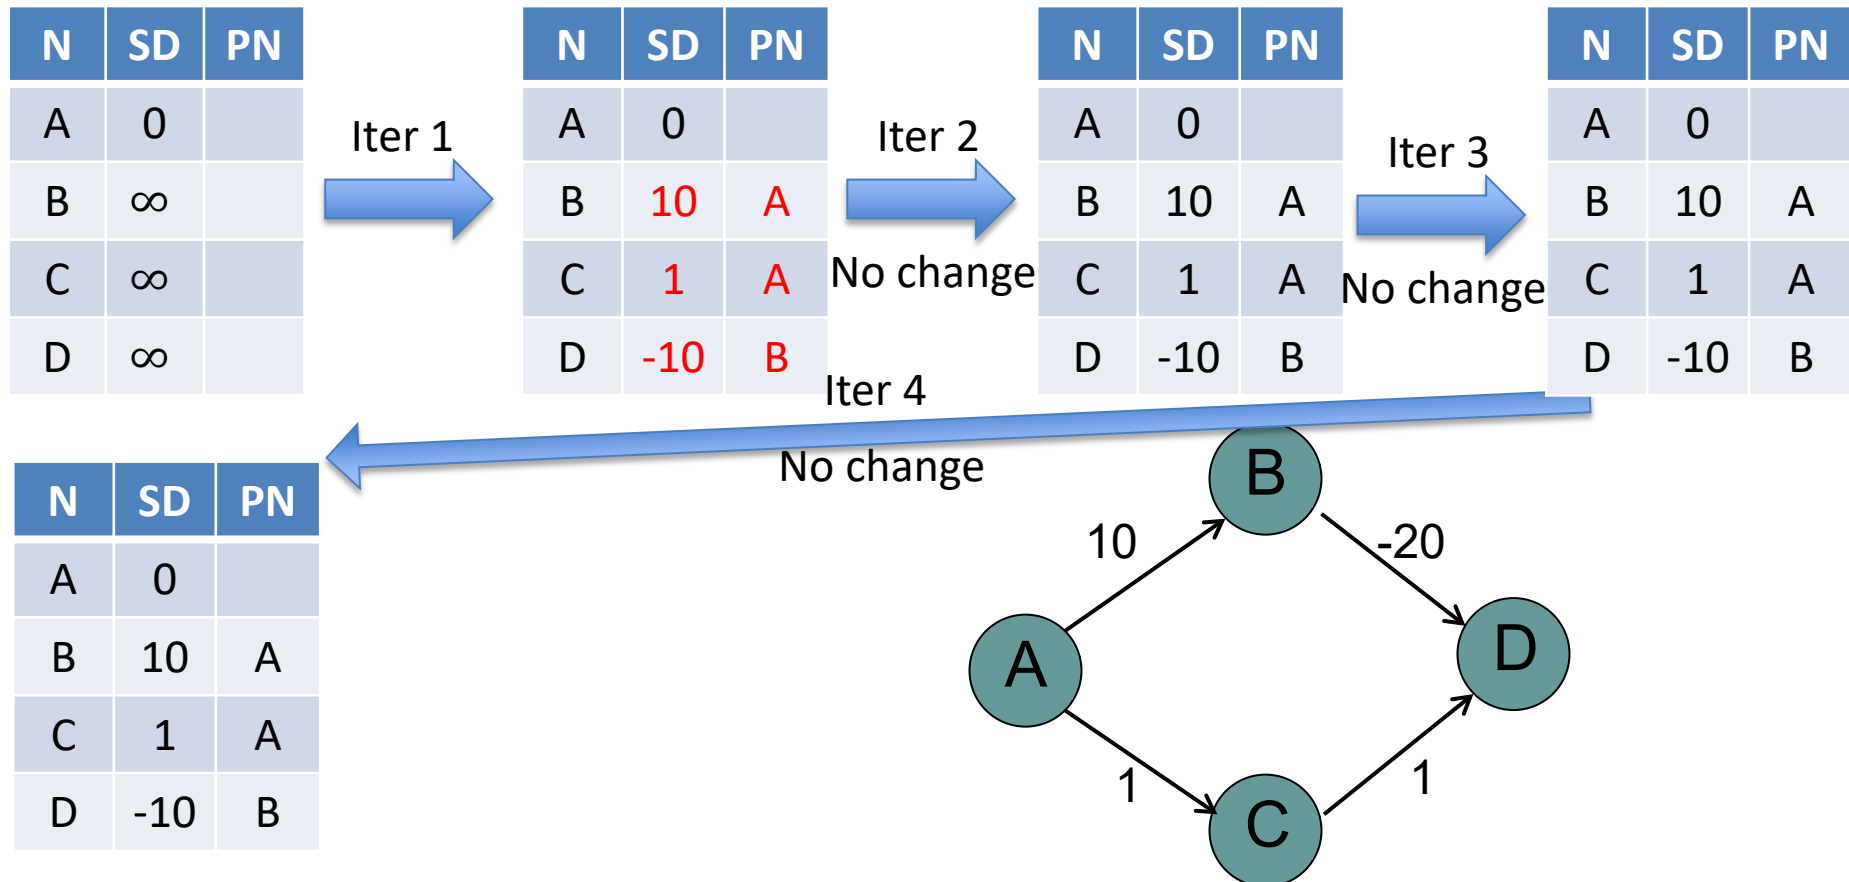 N SD PN
A 0
B ∞
C ∞
D ∞
Iter 1
N SD PN
A 0
B 10 A
C 1 A
D -10 B
Iter 2
No change
N SD PN
A 0
B 10 A
C 1 A
D -10 B
Iter 3
No change
N SD PN
A 0
B 10 A
C 1 A
D -10 B
Iter 4
No change
N SD PN
A 0
B 10 A
C 1 A
D -10 B
B
10
-20
A
D
1
1
C